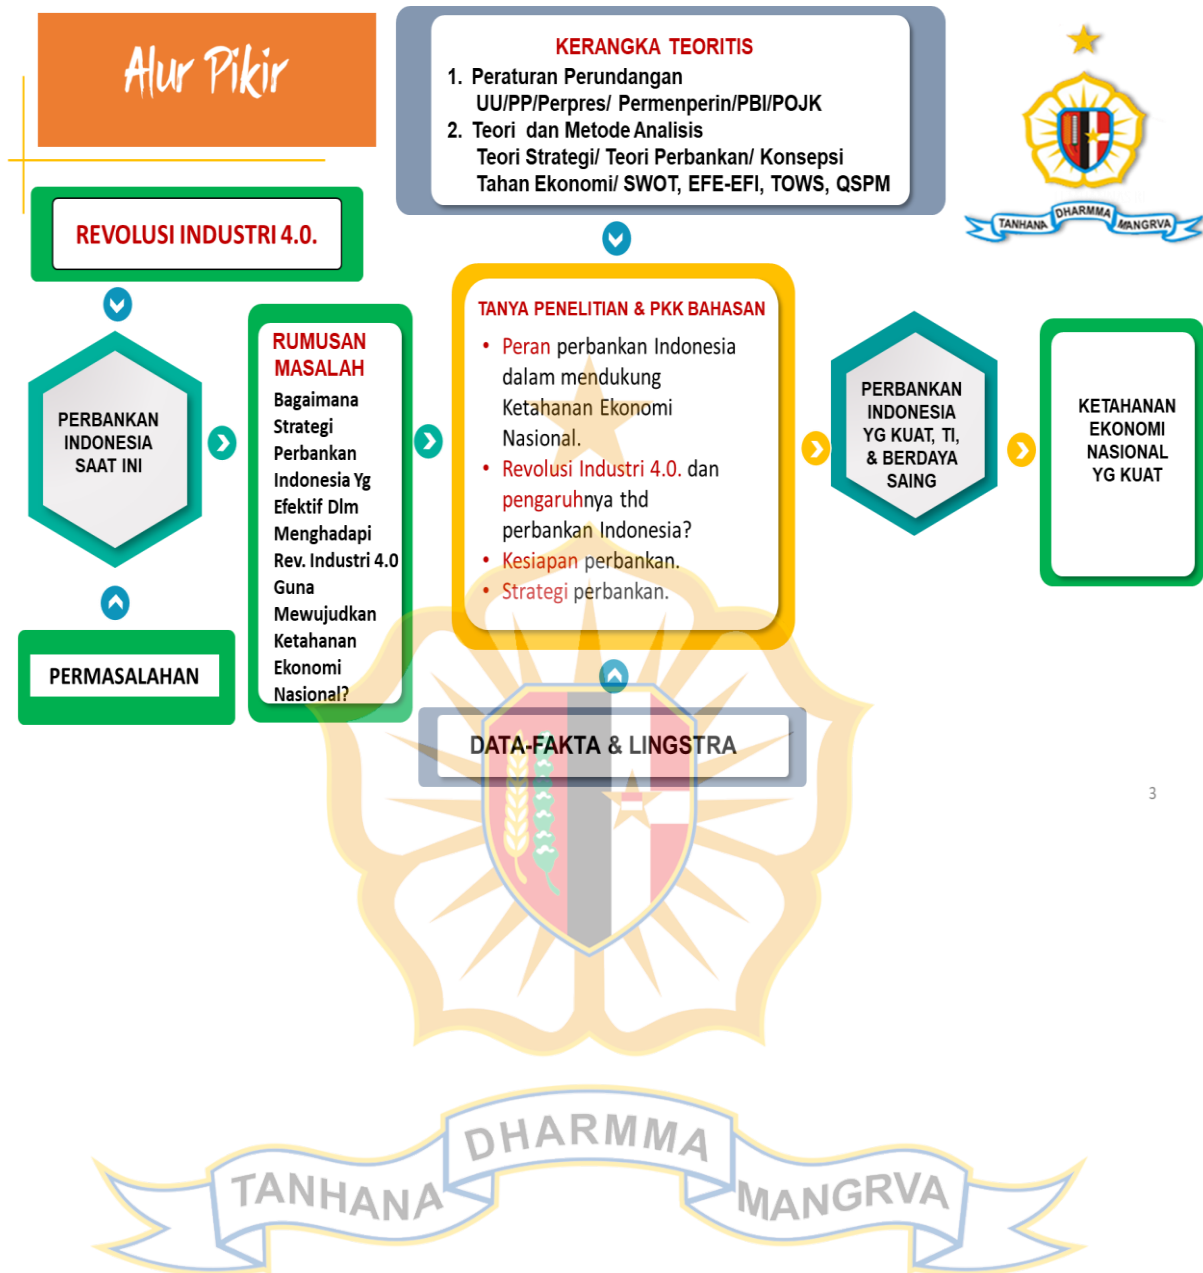 Alur Pikir
KERANGKA TEORITIS
1. Peraturan Perundangan
UU/PP/Perpres/ Permenperin/PBI/POJK
2. Teori dan Metode Analisis
Teori Strategi/ Teori Perbankan/ Konsepsi
Tahan Ekonomi/ SWOT, EFE-EFI, TOWS, QSPM
TANHANA DHARMMA MANGRVA
REVOLUSI INDUSTRI 4.0.
PERBANKAN
INDONESIA
SAAT INI
PERMASALAHAN
RUMUSAN
MASALAH
Bagaimana
Strategi
Perbankan
Indonesia Yg
Efektif Dlm
Menghadapi
Rev. Industri 4.0
Guna
Mewujudkan
Ketahanan
Ekonomi
Nasional?
TANYA PENELITIAN & PKK BAHASAN
• Peran perbankan Indonesia
dalam mendukung
Ketahanan Ekonomi
Nasional.
• Revolusi Industri 4.0. dan
pengaruhnya thd
perbankan Indonesia?
• Kesiapan perbankan.
• Strategi perbankan.
DATA-FAKTA & LINGSTRA
PERBANKAN
INDONESIA
YG KUAT, TI,
& BERDAYA
SAING
KETAHANAN
EKONOMI
NASIONAL
YG KUAT
3
TANHANA DHARMMA MANGRVA